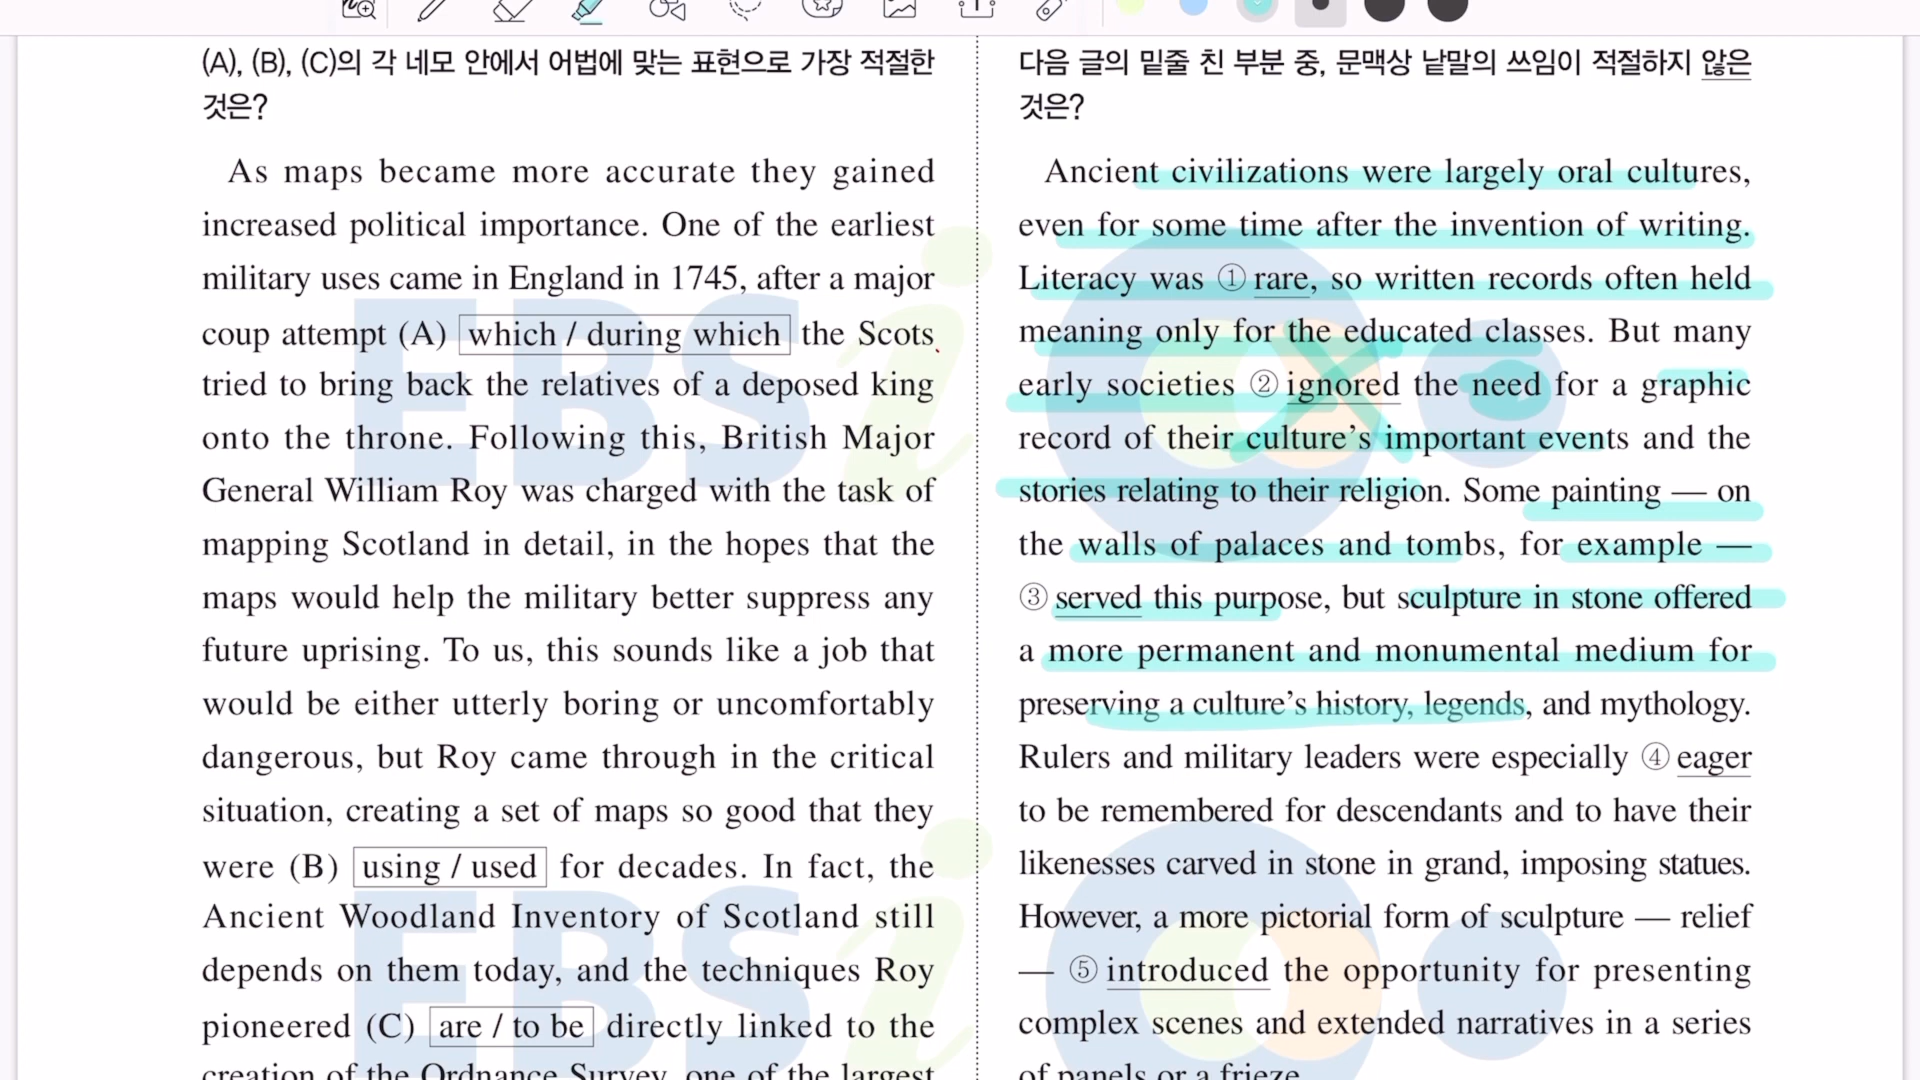 (A), (B), (C)의 각 네모 안에서 어법에 맞는 표현으로 가장 적절한
것은?
As maps became more accurate they gained
increased political importance. One of the earliest
military uses came in England in 1745, after a major
coup attempt (A) which / during which the Scots
tried to bring back the relatives of a deposed king
onto the throne. Following this, British Major
General William Roy was charged with the task of
mapping Scotland in detail, in the hopes that the
maps would help the military better suppress any
future uprising. To us, this sounds like a job that
would be either utterly boring or uncomfortably
dangerous, but Roy came through in the critical
situation, creating a set of maps so good that they
were (B) using / used for decades. In fact, the
Ancient Woodland Inventory of Scotland still
depends on them today, and the techniques Roy
pioneered (C) are / to be directly linked to the
creation of the Ordnance Survey, one of the largest
다음 글의 밑줄 친 부분 중, 문맥상 낱말의 쓰임이 적절하지 않은
것은?
Ancient civilizations were largely oral cultures,
even for some time after the invention of writing.
Literacy was ① rare, so written records often held
meaning only for the educated classes. But many
early societies ② ignored the need for a graphic
record of their culture’s important events and the
stories relating to their religion. Some painting — on
the walls of palaces and tombs, for example —
③ served this purpose, but sculpture in stone offered
a more permanent and monumental medium for
preserving a culture’s history, legends, and mythology.
Rulers and military leaders were especially ④ eager
to be remembered for descendants and to have their
likenesses carved in stone in grand, imposing statues.
However, a more pictorial form of sculpture — relief
— ⑤ introduced the opportunity for presenting
complex scenes and extended narratives in a series
of panels or a frieze.
EBSi
EBSi